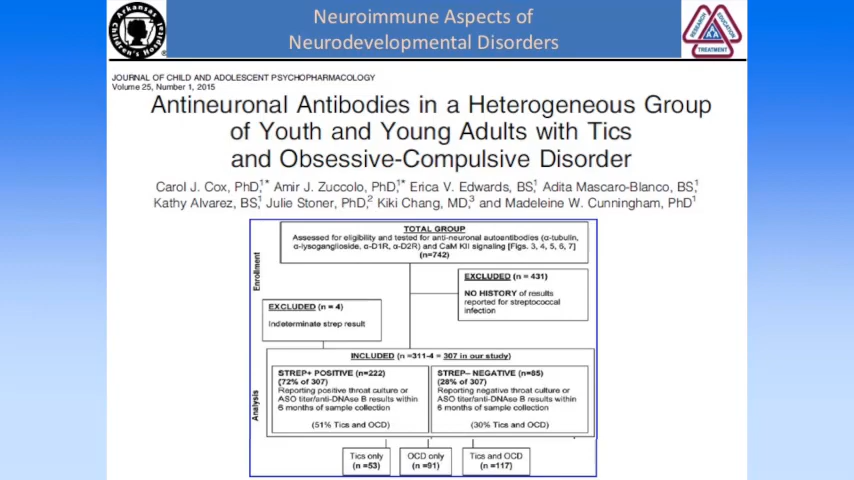 Arkansas
Children's Hospital
Neuroimmune Aspects of
Neurodevelopmental Disorders
RESEARCH
EDUCATION
TREATMENT
JOURNAL OF CHILD AND ADOLESCENT PSYCHOPHARMACOLOGY
Volume 25, Number 1, 2015
Antineuronal Antibodies in a Heterogeneous Group
of Youth and Young Adults with Tics
and Obsessive-Compulsive Disorder
Carol J. Cox, PhD,1* Amir J. Zuccolo, PhD,1* Erica V. Edwards, BS,1 Adita Mascaro-Blanco, BS,1
Kathy Alvarez, BS,1 Julie Stoner, PhD,2 Kiki Chang, MD,3 and Madeleine W. Cunningham, PhD1
Enrollment
TOTAL GROUP
Assessed for eligibility and tested for anti-neuronal autoantibodies (α-tubulin,
α-lysoganglioside, α-D1R, α-D2R) and CaM KII signaling [Figs. 3, 4, 5, 6, 7]
(n=742)
EXCLUDED (n = 431)
NO HISTORY of results
reported for streptococcal
infection
EXCLUDED (n = 4)
Indeterminate strep result
Analysis
INCLUDED (n =311-4 = 307 in our study)
STREP+ POSITIVE (n=222)
(72% of 307)
Reporting positive throat culture or
ASO titer/anti-DNAse B results within
6 months of sample collection
(51% Tics and OCD)
STREP– NEGATIVE (n=85)
(28% of 307)
Reporting negative throat culture or
ASO titer/anti-DNAse B results within
6 months of sample collection
(30% Tics and OCD)
Tics only
(n =53)
OCD only
(n =91)
Tics and OCD
(n =117)